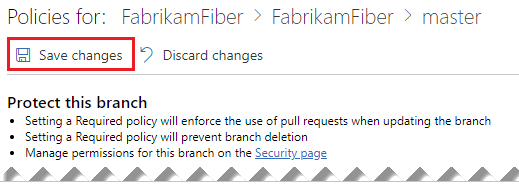 Policies for: FabrikamFiber > FabrikamFiber > master
Save changes Discard changes
Protect this branch
• Setting a Required policy will enforce the use of pull requests when updating the branch
• Setting a Required policy will prevent branch deletion
• Manage permissions for this branch on the Security page